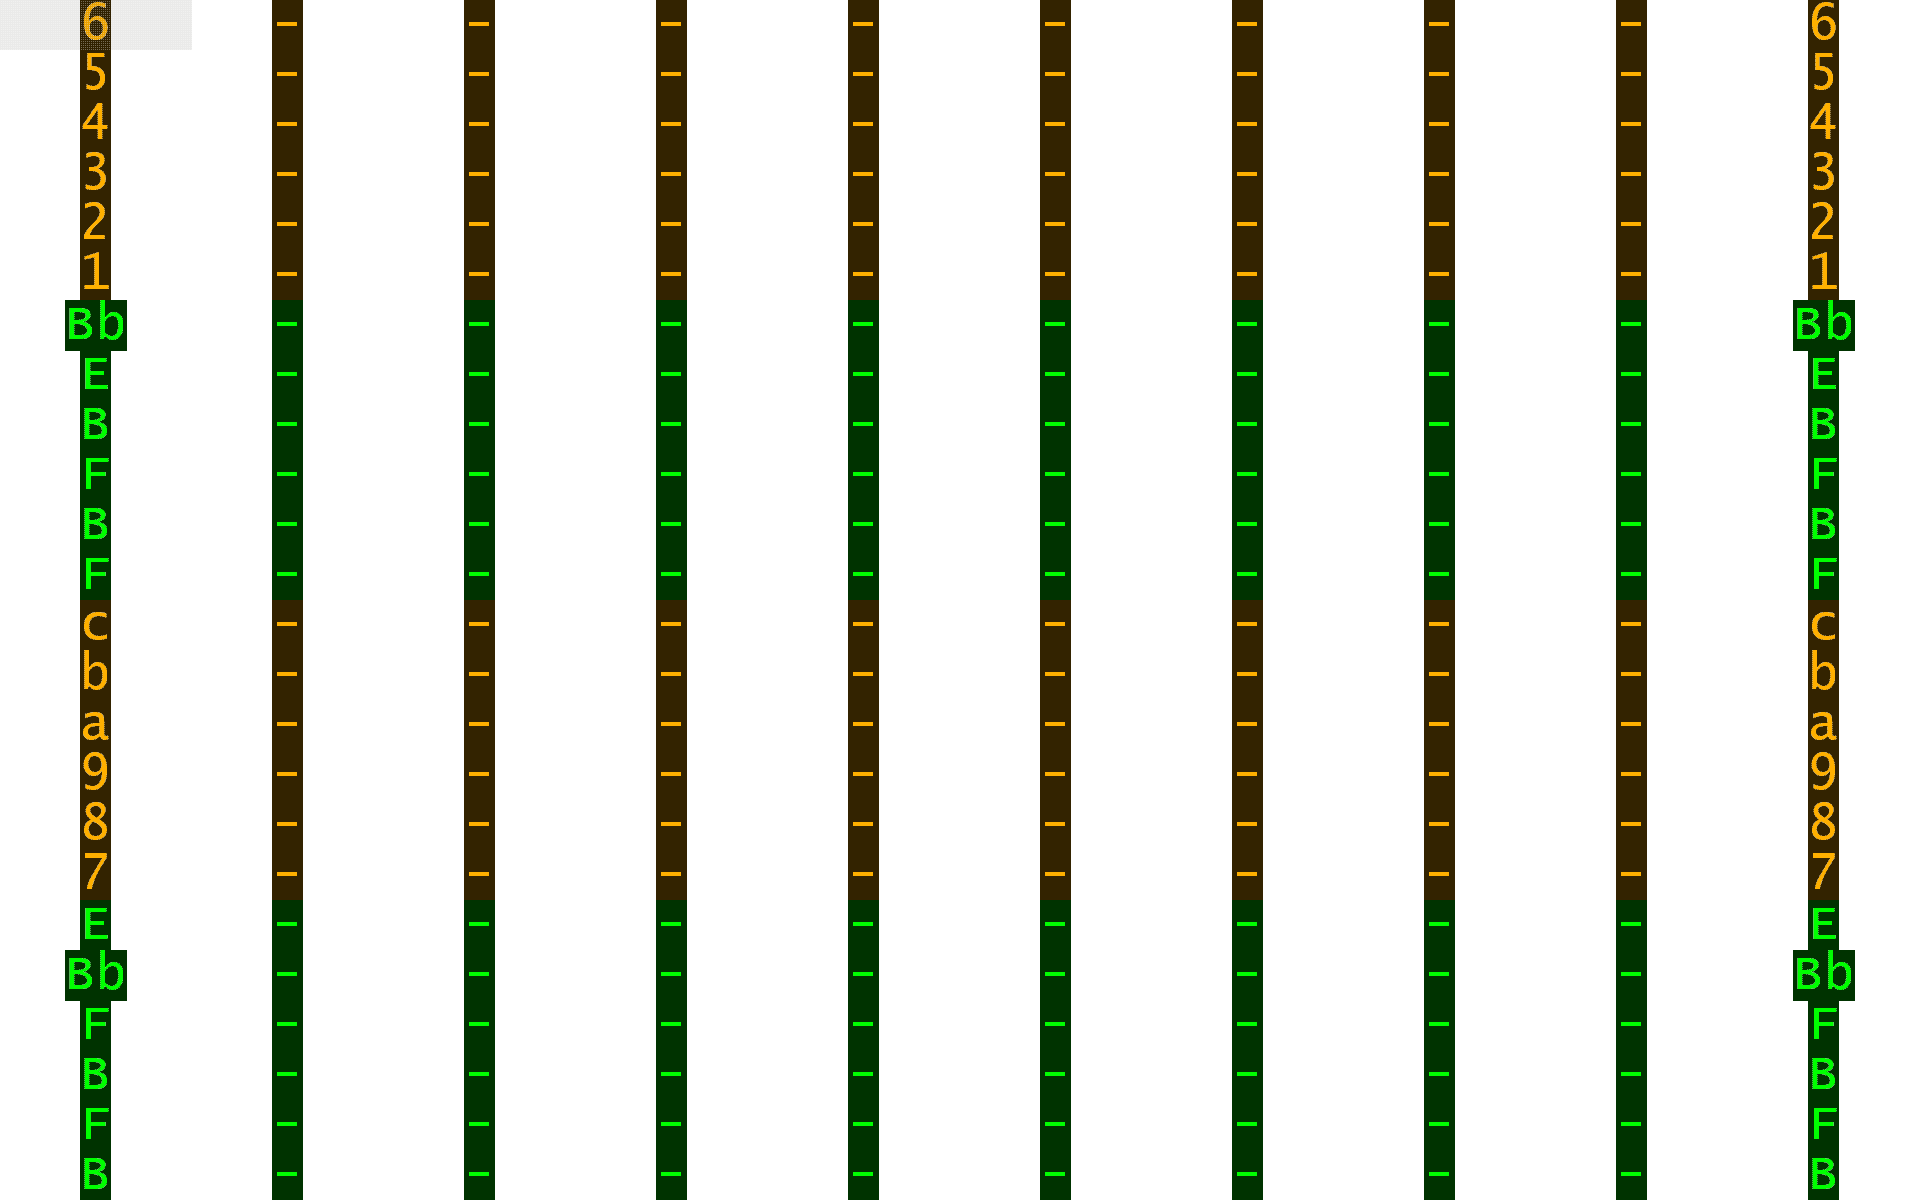 6 – – – – – – – – 6
5 – – – – – – – – 5
4 – – – – – – – – 4
3 – – – – – – – – 3
2 – – – – – – – – 2
1 – – – – – – – – 1
Bb – – – – – – – – Bb
E – – – – – – – – E
B – – – – – – – – B
F – – – – – – – – F
B – – – – – – – – B
F – – – – – – – – F
c – – – – – – – – c
b – – – – – – – – b
a – – – – – – – – a
9 – – – – – – – – 9
8 – – – – – – – – 8
7 – – – – – – – – 7
E – – – – – – – – E
Bb – – – – – – – – Bb
F – – – – – – – – F
B – – – – – – – – B
F – – – – – – – – F
B – – – – – – – – B